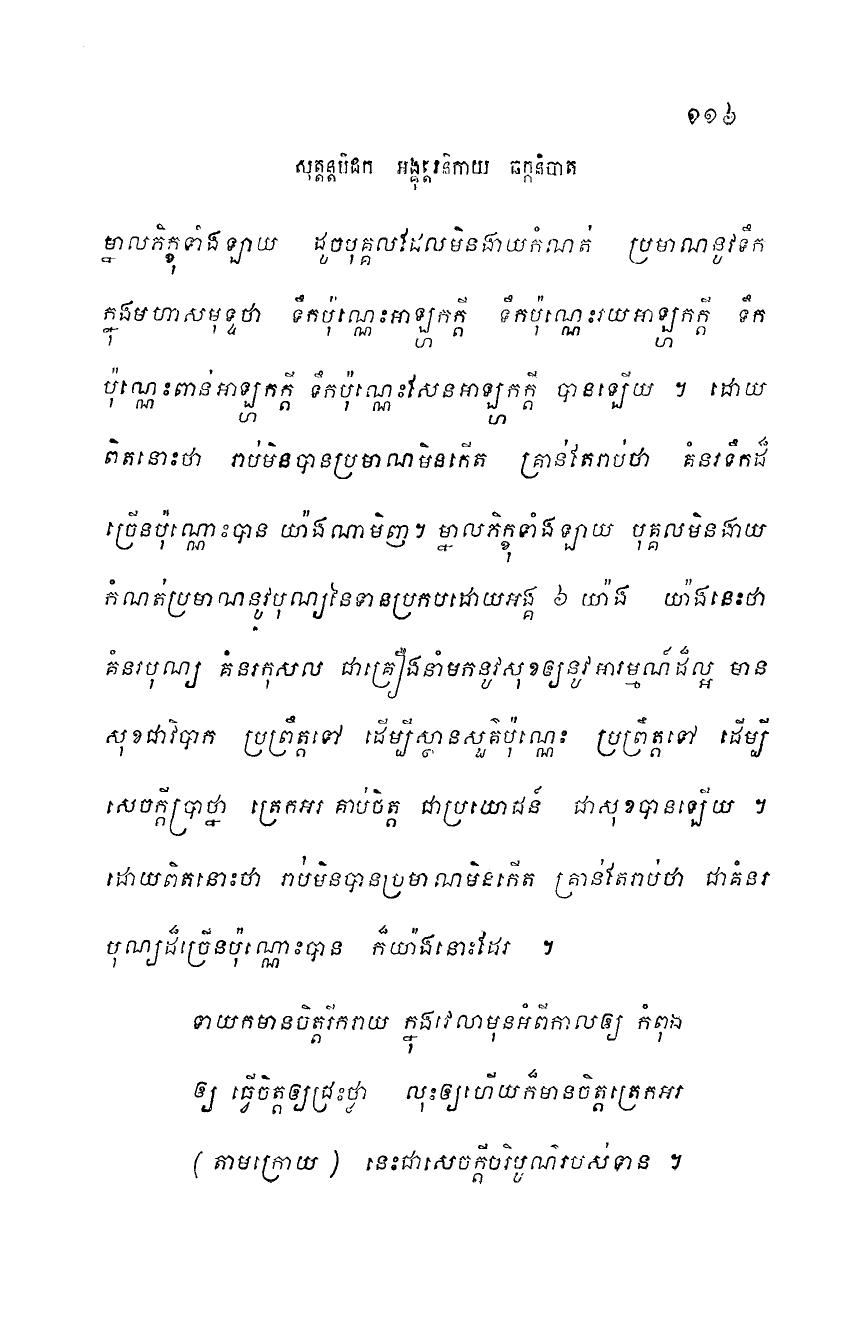 ១១៦
សុត្តន្តបិដក អង្គុត្តរនិកាយ ឆក្កនិបាត
ម្នាលភិក្ខុទាំងឡាយ ដូចបុគ្គលដែលមិនងាយកំណត់ ប្រមាណនូវទឹក
ក្នុងមហាសមុទ្ទថា ទឹកប៉ុណ្ណេះអាឡ្ហកក្តី ទឹកប៉ុណ្ណេះរយអាឡ្ហកក្តី ទឹក
ប៉ុណ្ណេះពាន់អាឡ្ហកក្តី ទឹកប៉ុណ្ណេះសែនអាឡ្ហកក្តី បានឡើយ ។ ដោយ
ពិតនោះថា រាប់មិនបានប្រមាណមិនកើត គ្រាន់តែរាប់ថា គំនរទឹកដ៏
ច្រើនប៉ុណ្ណោះបាន យ៉ាងណាមិញ។ ម្នាលភិក្ខុទាំងឡាយ បុគ្គលមិនងាយ
កំណត់ប្រមាណនូវបុណ្យនៃទានប្រកបដោយអង្គ ៦ យ៉ាង យ៉ាងនេះថា
គំនរបុណ្យ គំនរកុសល ជាគ្រឿងនាំមកនូវសុខឲ្យនូវអារម្មណ៍ដ៏ល្អ មាន
សុខជាវិបាក ប្រព្រឹត្តទៅ ដើម្បីស្ថានសួគ៌ប៉ុណ្ណេះ ប្រព្រឹត្តទៅ ដើម្បី
សេចក្តីប្រាថ្នា ត្រេកអរ គាប់ចិត្ត ជាប្រយោជន៍ ជាសុខបានឡើយ ។
ដោយពិតនោះថា រាប់មិនបានប្រមាណមិនកើត គ្រាន់តែរាប់ថា ជាគំនរ
បុណ្យដ៏ច្រើនប៉ុណ្ណោះបាន ក៏យ៉ាងនោះដែរ ។
ទាយកមានចិត្តរីករាយ ក្នុងវេលាមុនអំពីកាលឲ្យ កំពុង
ឲ្យ ធ្វើចិត្តឲ្យជ្រះថ្លា លុះឲ្យហើយក៏មានចិត្តត្រេកអរ
( តាមក្រោយ ) នេះជាសេចក្តីបរិបូណ៌របស់ទាន ។